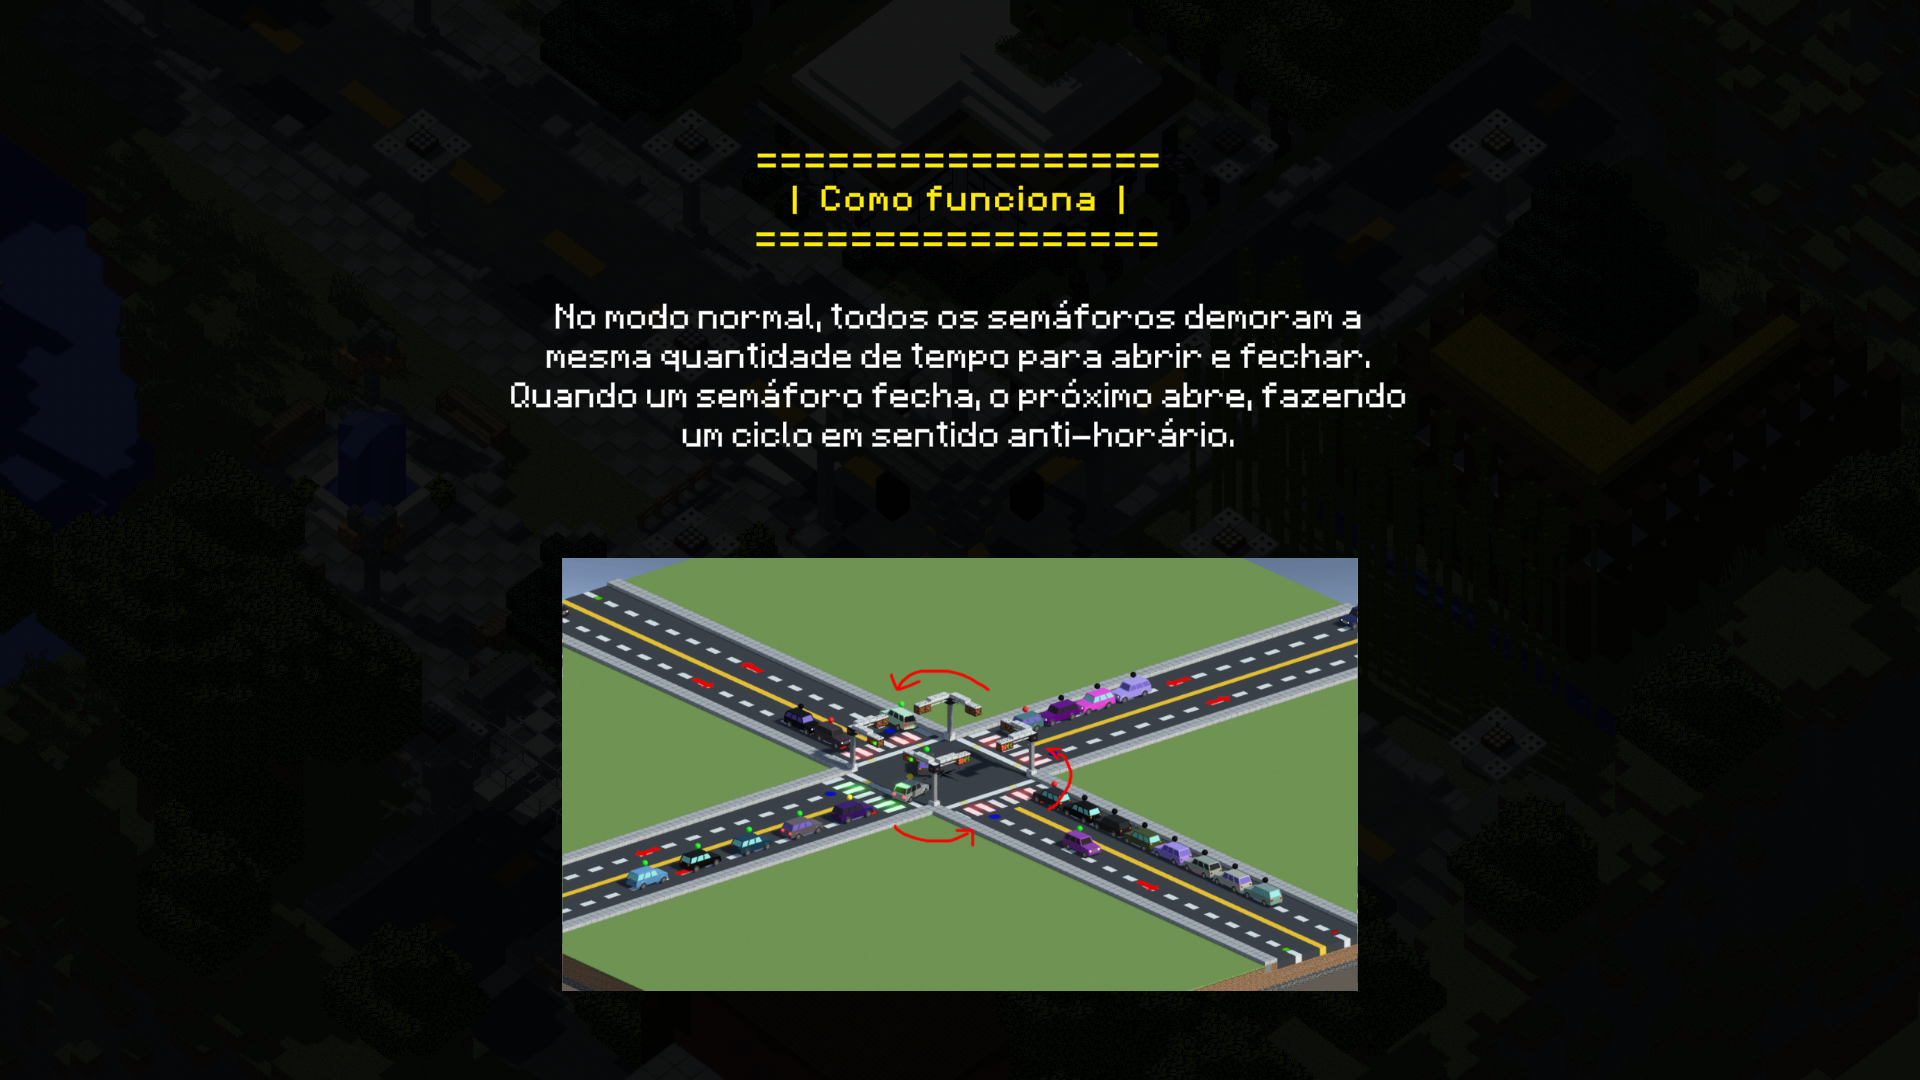 =================
| Como funciona |
=================
No modo normal, todos os semáforos demoram a
mesma quantidade de tempo para abrir e fechar.
Quando um semáforo fecha, o próximo abre, fazendo
um ciclo em sentido anti-horário.